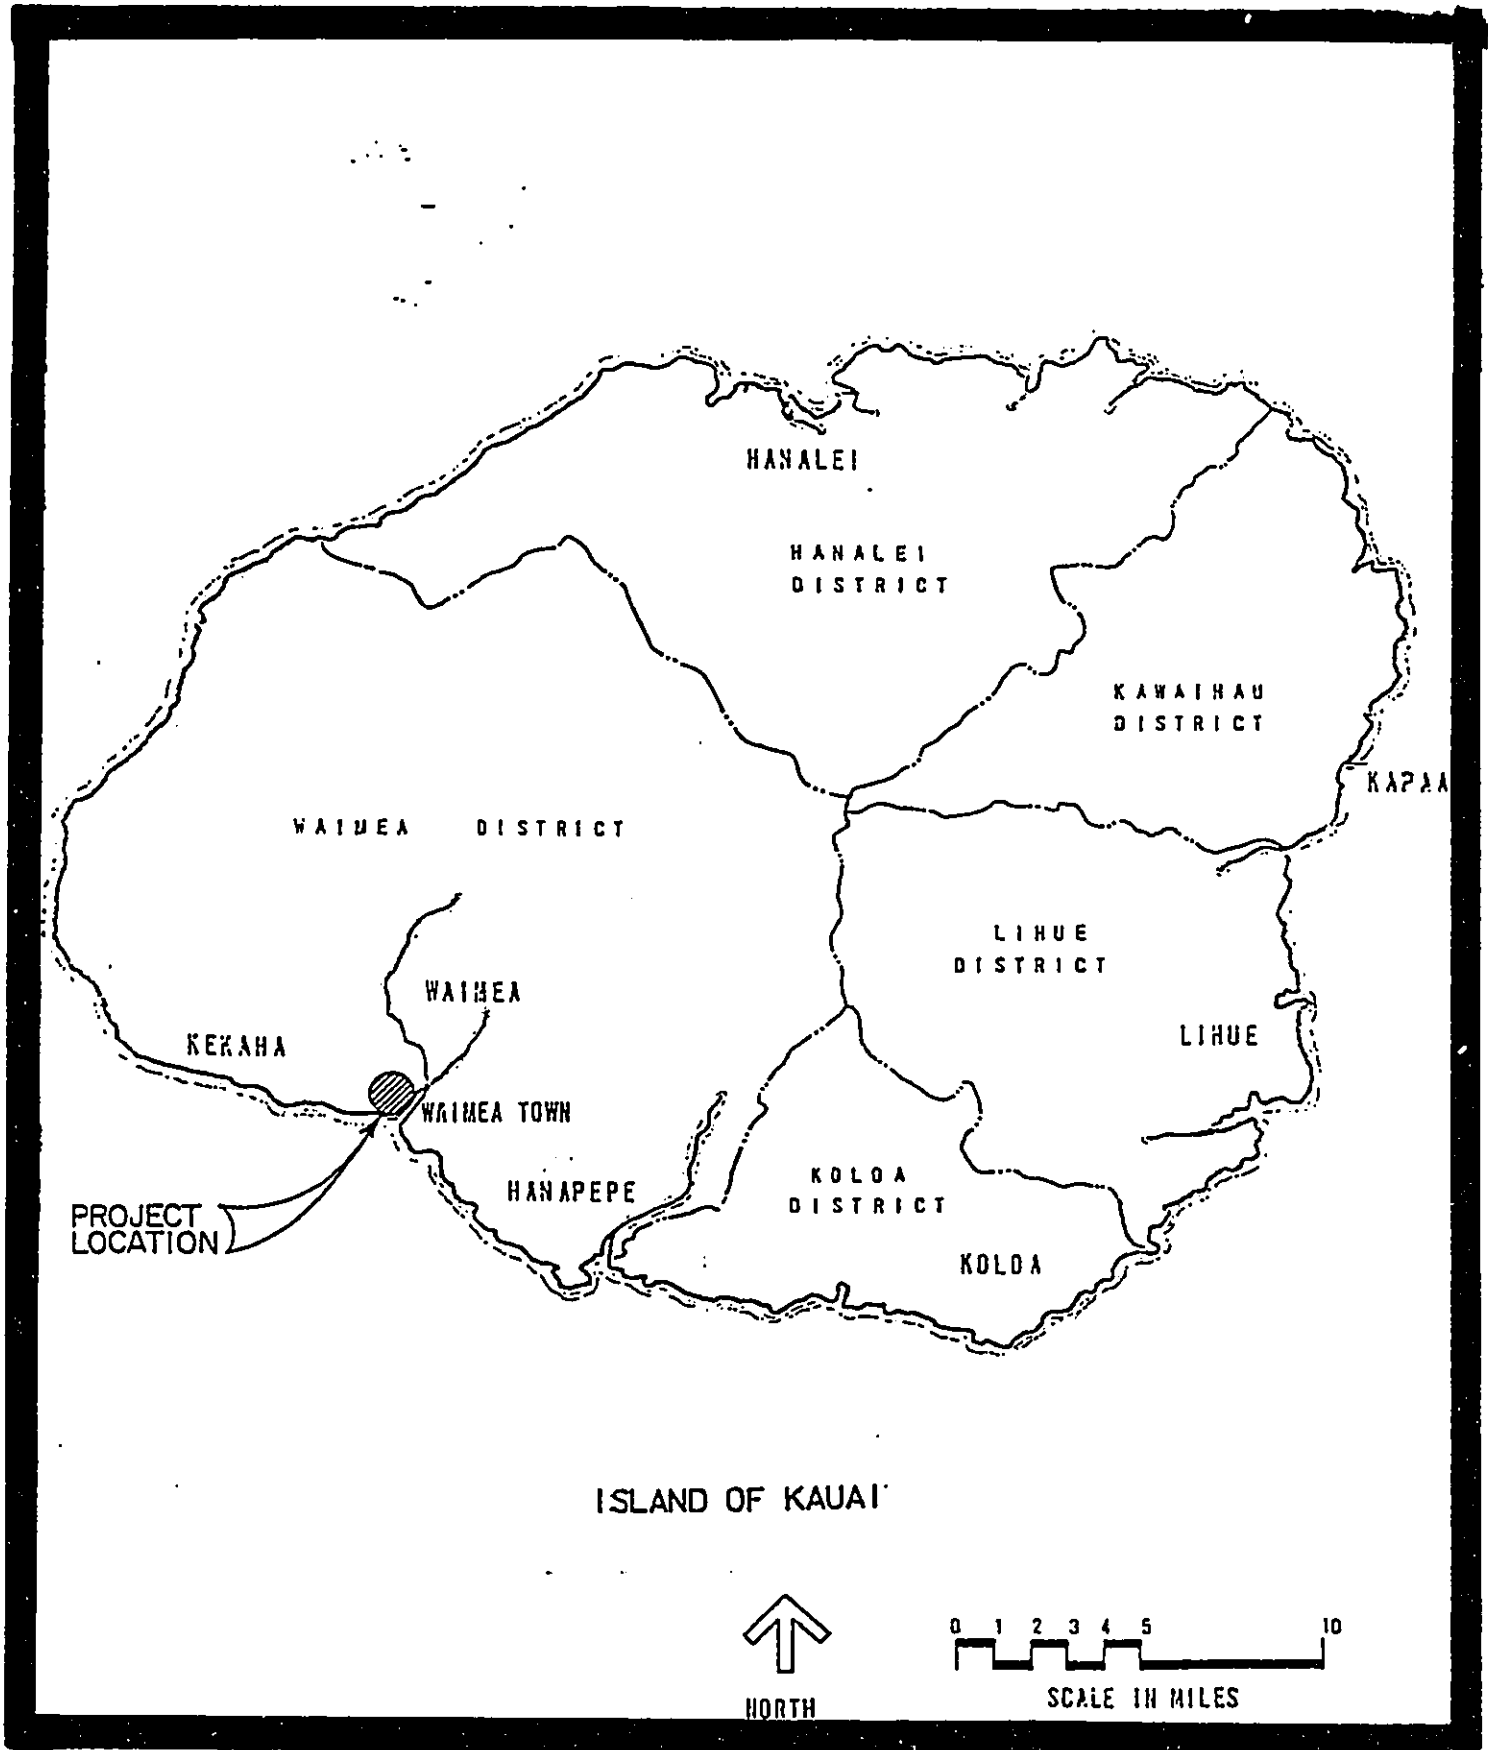 HANALEI
HANALEI
DISTRICT
KAWAIHAU
DISTRICT
KAPAA
WAIMEA DISTRICT
LIHUE
DISTRICT
WAIMEA
LIHUE
KEKAHA
WAIMEA TOWN
KOLOA
DISTRICT
HANAPEPE
PROJECT
LOCATION
KOLOA
ISLAND OF KAUAI
0 1 2 3 4 5 10
SCALE IN MILES
NORTH